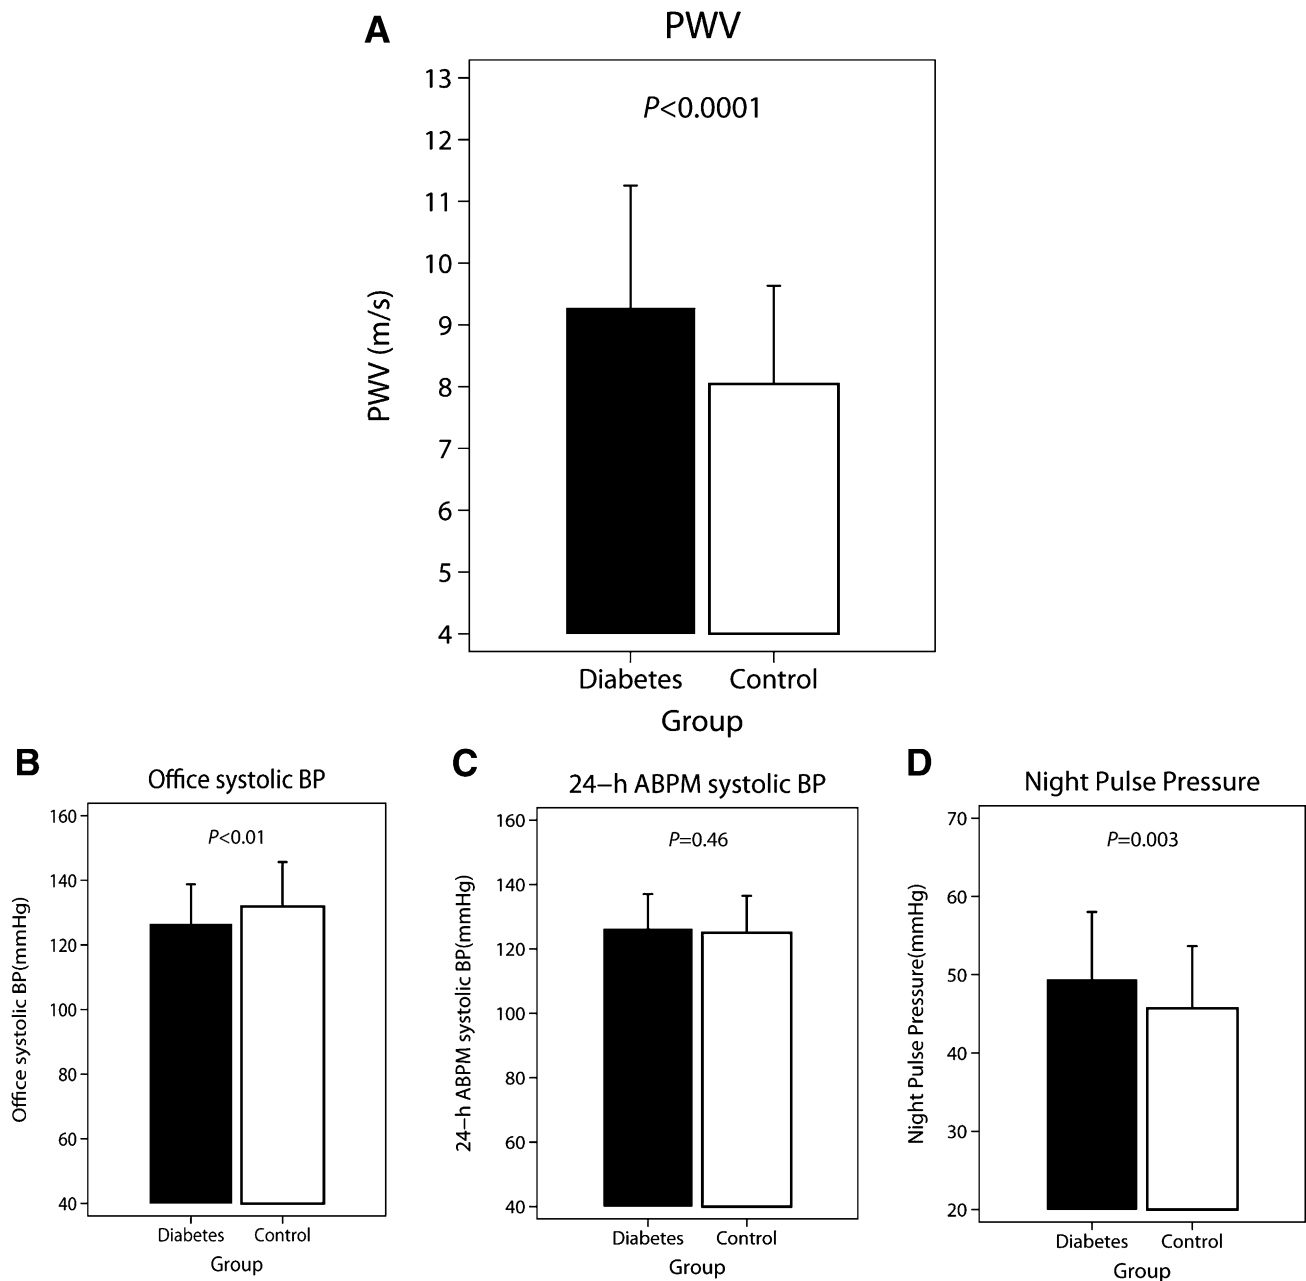 A
PWV
P<0.0001
13
12
11
10
9
8
7
6
5
4
PWV (m/s)
Diabetes Control
Group
B
Office systolic BP
P<0.01
160
140
120
100
80
60
40
Office systolic BP(mmHg)
Diabetes Control
Group
C
24–h ABPM systolic BP
P=0.46
160
140
120
100
80
60
40
24–h ABPM systolic BP(mmHg)
Diabetes Control
Group
D
Night Pulse Pressure
P=0.003
70
60
50
40
30
20
Night Pulse Pressure(mmHg)
Diabetes Control
Group